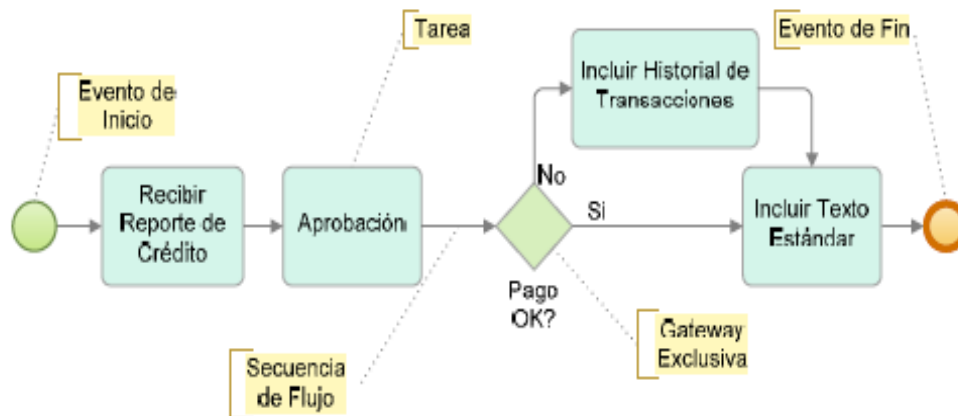 Tarea
Evento de Fin
Evento de
Inicio
Incluir Historial de
Transacciones
No
Recibir
Reporte de
Crédito
Aprobación
Si
Incluir Texto
Estándar
Pago
OK?
Secuencia
de Flujo
Gateway
Exclusiva